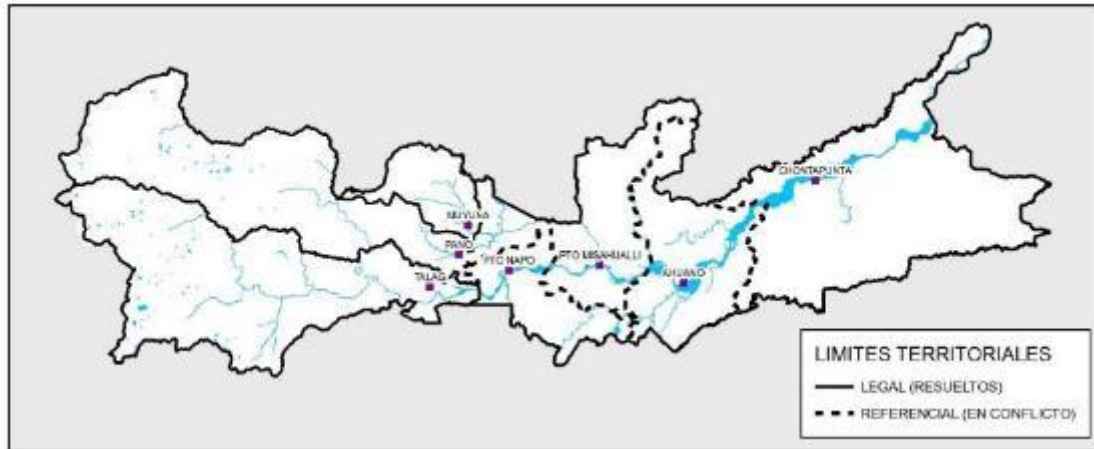 CHONTAPUNTA
MUYUNA
PANO
PTO NAPO
PTO MISAHUALLI
TALAG
AHUANO
LIMITES TERRITORIALES
LEGAL (RESUELTOS)
REFERENCIAL (EN CONFLICTO)